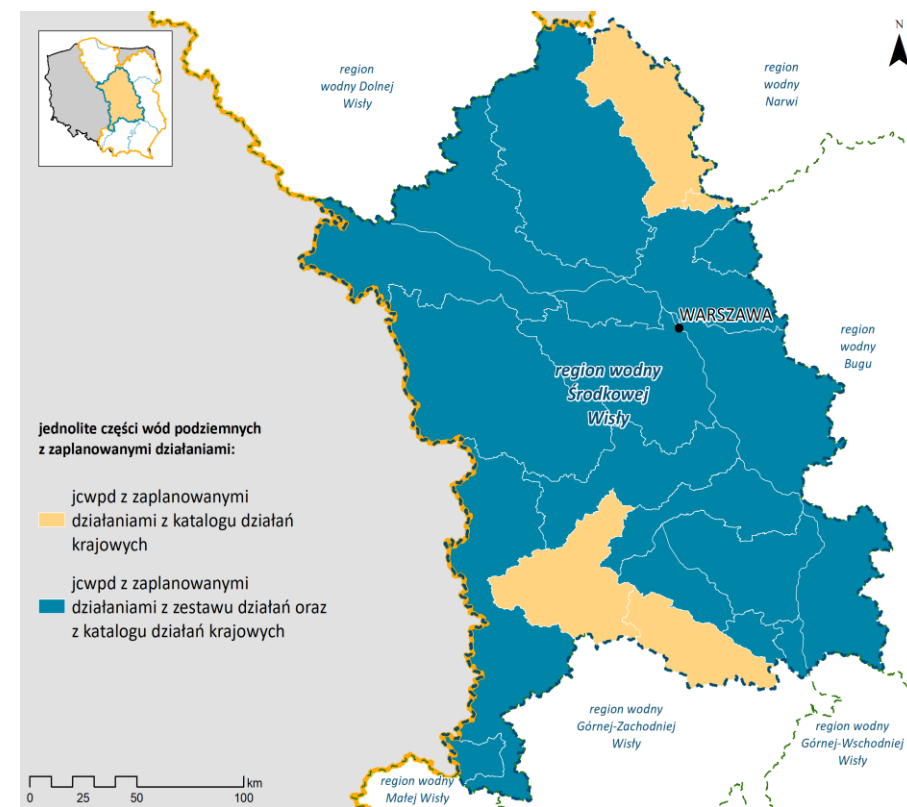 N
region
wodny Dolnej
Wisły
region
wodny
Narwi
WARSZAWA
region
wodny
Bugu
region wodny
Środkowej
Wisły
jednolite części wód podziemnych
z zaplanowanymi działaniami:
jcwpd z zaplanowanymi
działaniami z katalogu działań
krajowych
jcwpd z zaplanowanymi
działaniami z zestawu działań oraz
z katalogu działań krajowych
region wodny
Górnej-Zachodniej
Wisły
region wodny
Górnej-Wschodniej
Wisły
region wodny
Małej Wisły
km
0 25 50 100